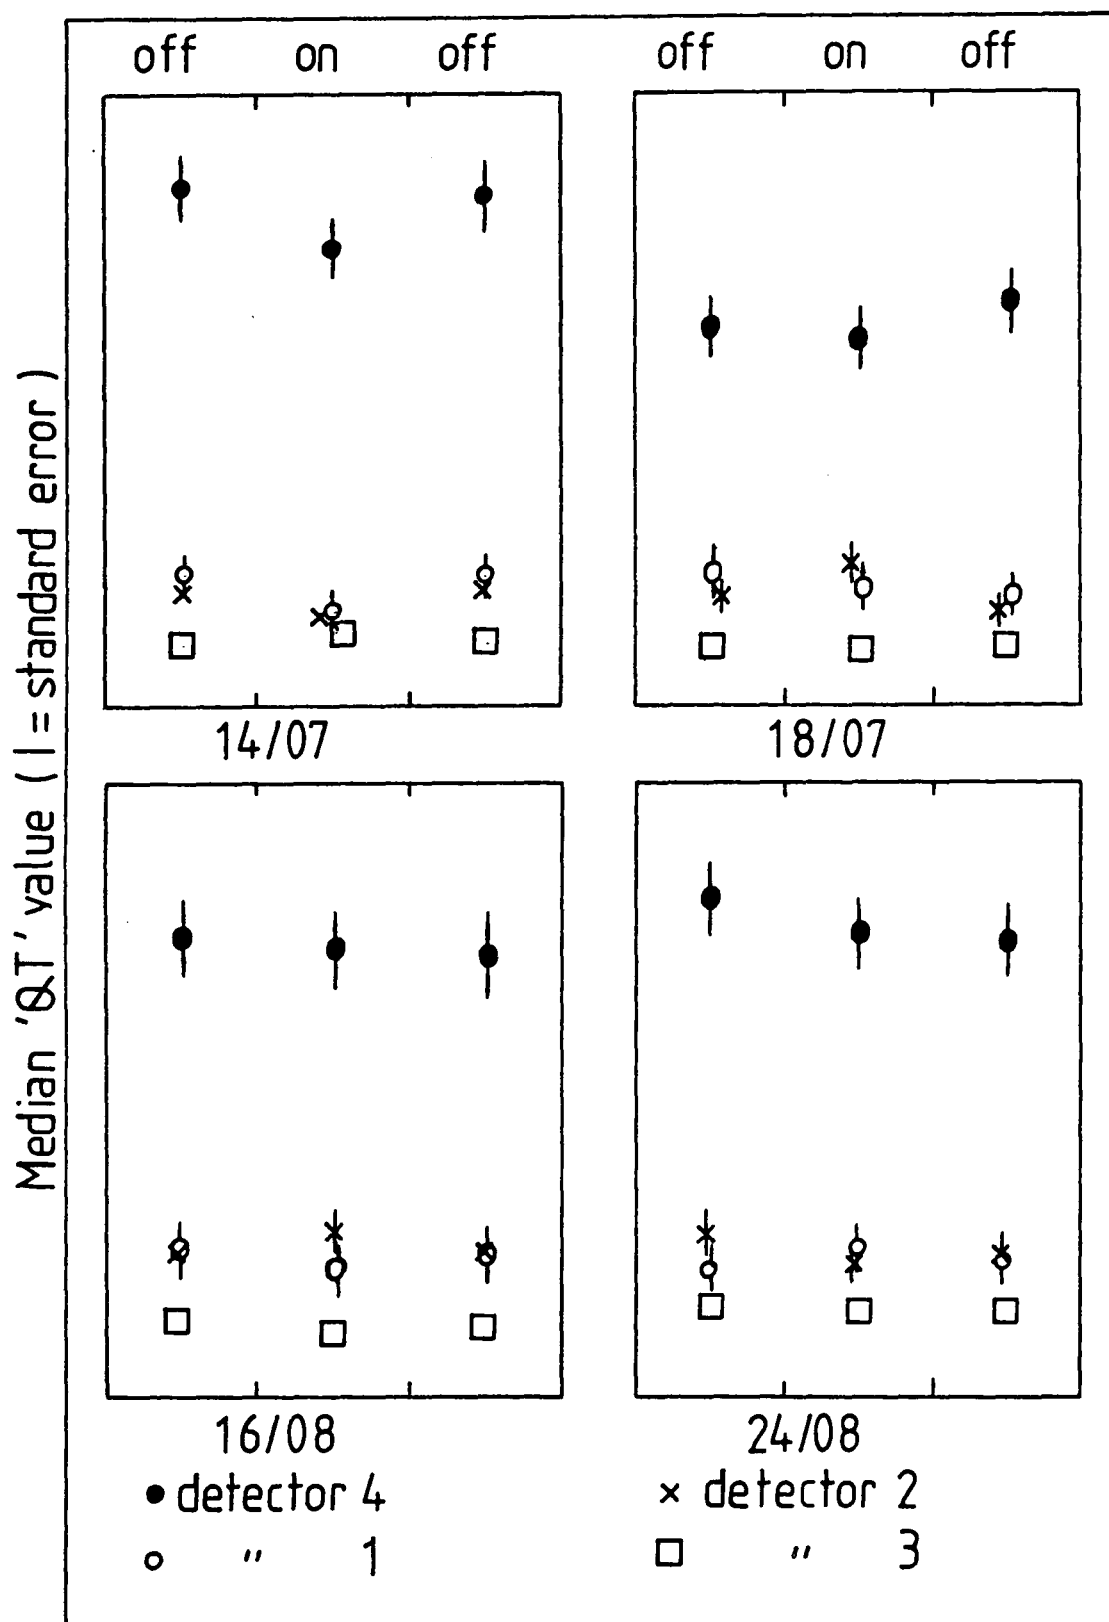 off on off off on off
Median 'QT' value ( | = standard error )
14/07 18/07
16/08 24/08
● detector 4 × detector 2
○ " 1 □ " 3